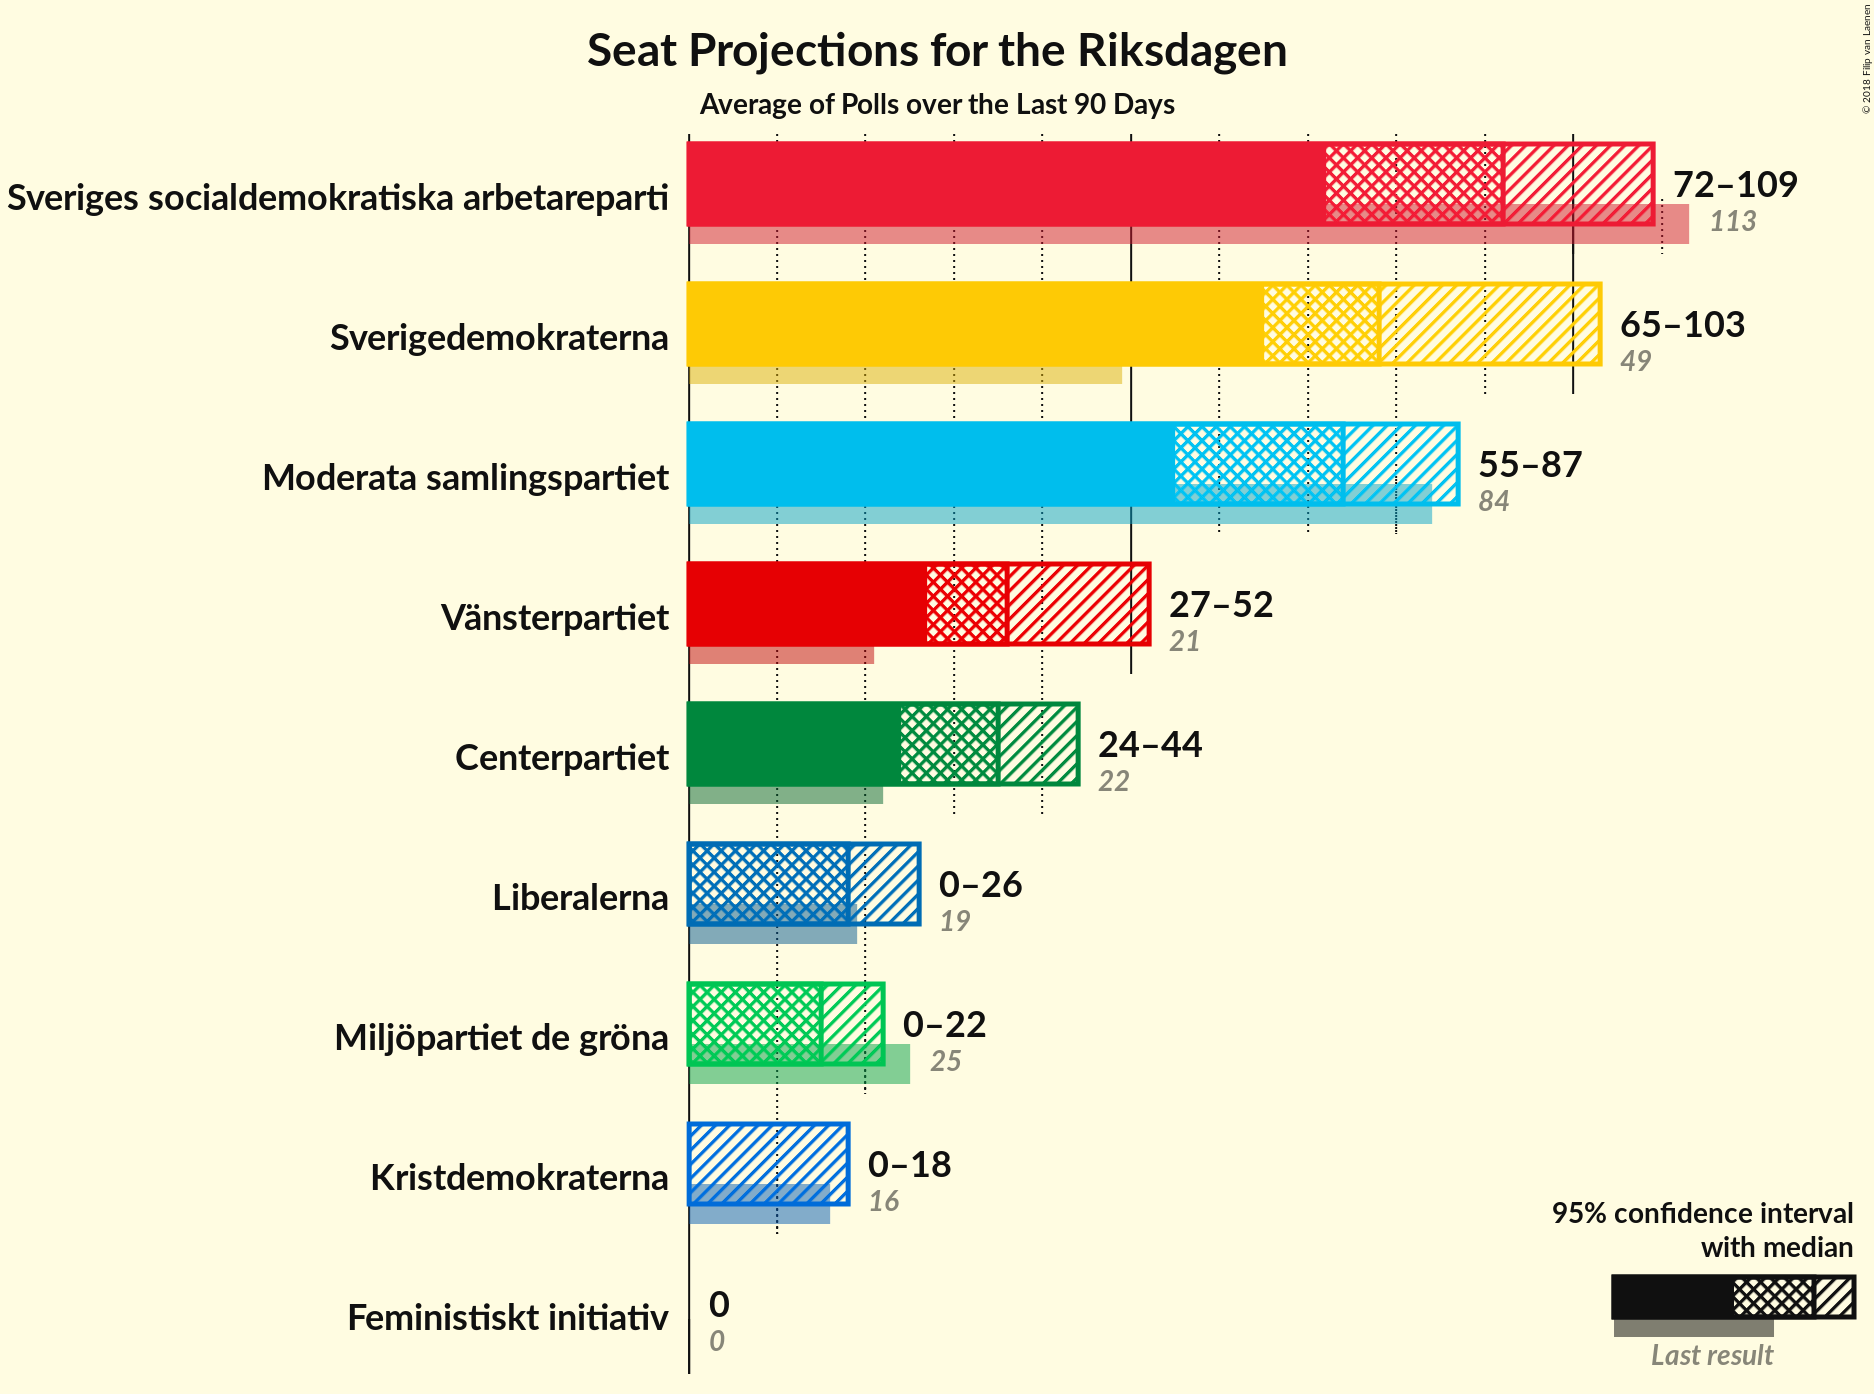 Seat Projections for the Riksdagen
Average of Polls over the Last 90 Days
© 2018 Filip van Laenen
Sveriges socialdemokratiska arbetareparti
72–109
113
Sverigedemokraterna
65–103
49
Moderata samlingspartiet
55–87
84
Vänsterpartiet
27–52
21
Centerpartiet
24–44
22
Liberalerna
0–26
19
Miljöpartiet de gröna
0–22
25
Kristdemokraterna
0–18
16
Feministiskt initiativ
0
0
95% confidence interval
with median
Last result